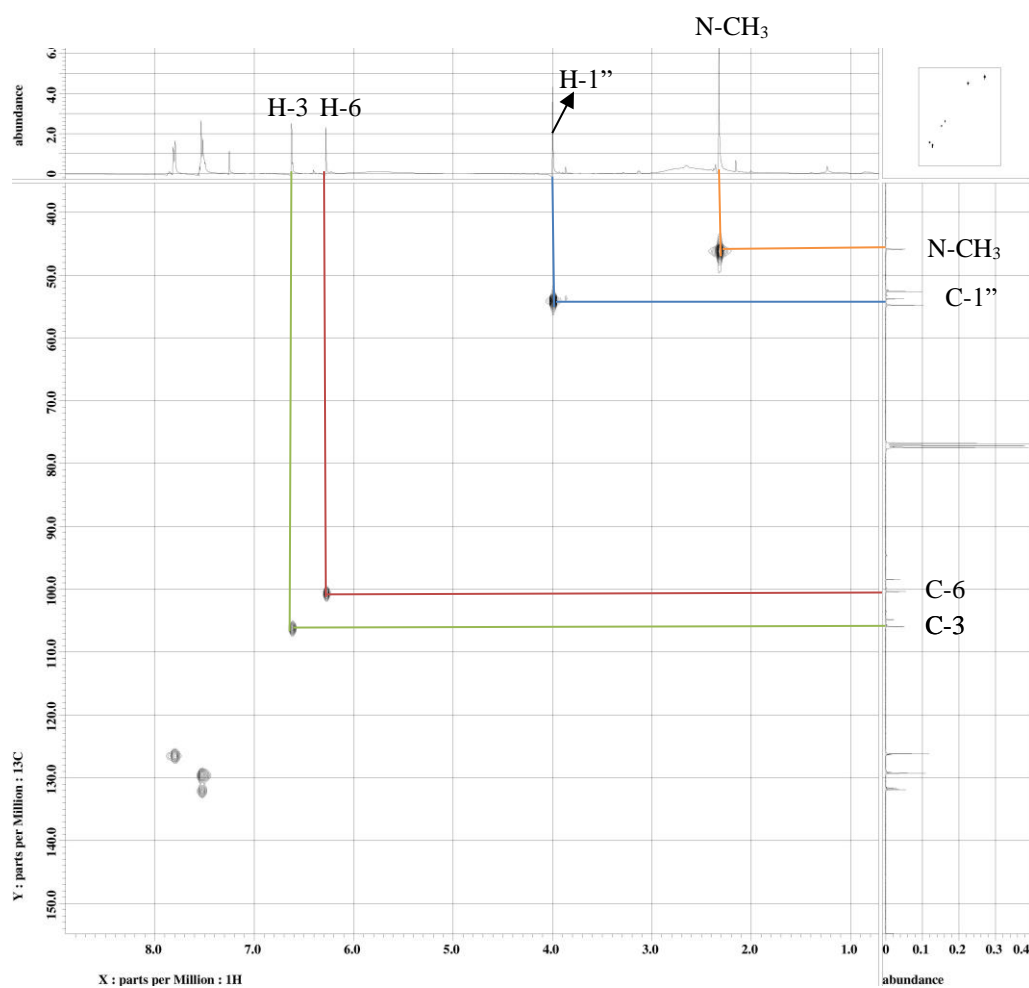 N-CH₃
6.
4.0
2.0
0
abundance
H-3
H-6
H-1”
40.0
50.0
60.0
70.0
80.0
90.0
100.0
110.0
120.0
130.0
140.0
150.0
Y : parts per Million : 13C
N-CH₃
C-1”
C-6
C-3
8.0
7.0
6.0
5.0
4.0
3.0
2.0
1.0
0
0.1
0.2
0.3
0.4
X : parts per Million : 1H
abundance